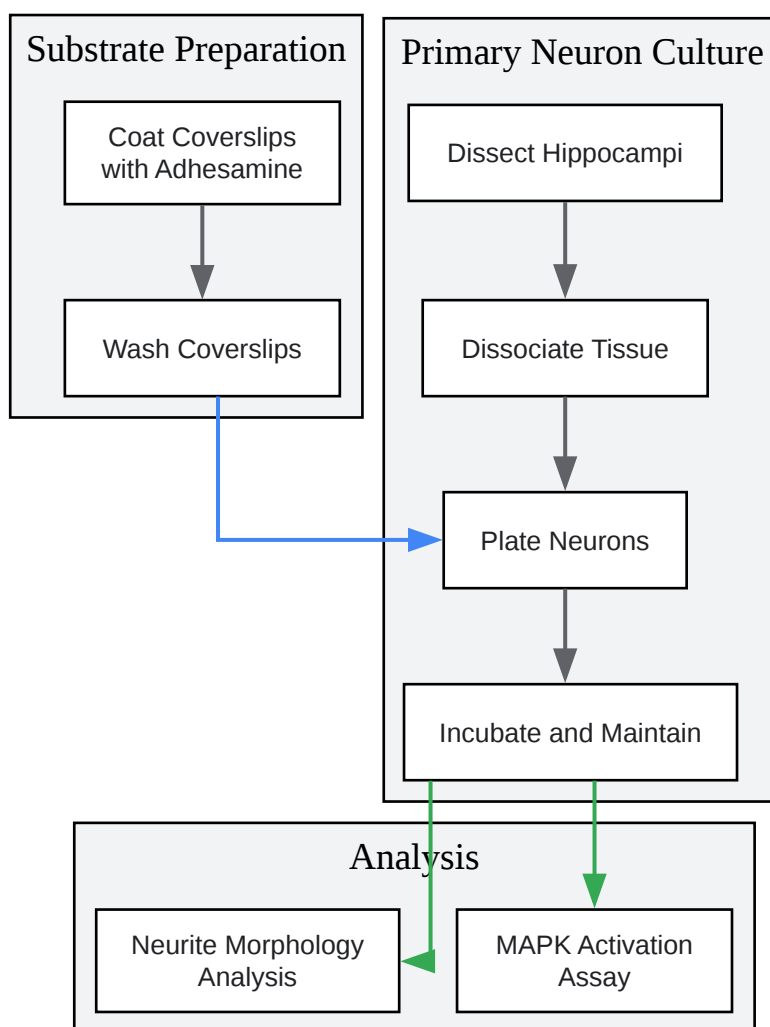 Substrate Preparation
Coat Coverslips
with Adhesamine
Wash Coverslips
Primary Neuron Culture
Dissect Hippocampi
Dissociate Tissue
Plate Neurons
Incubate and Maintain
Analysis
Neurite Morphology
Analysis
MAPK Activation
Assay